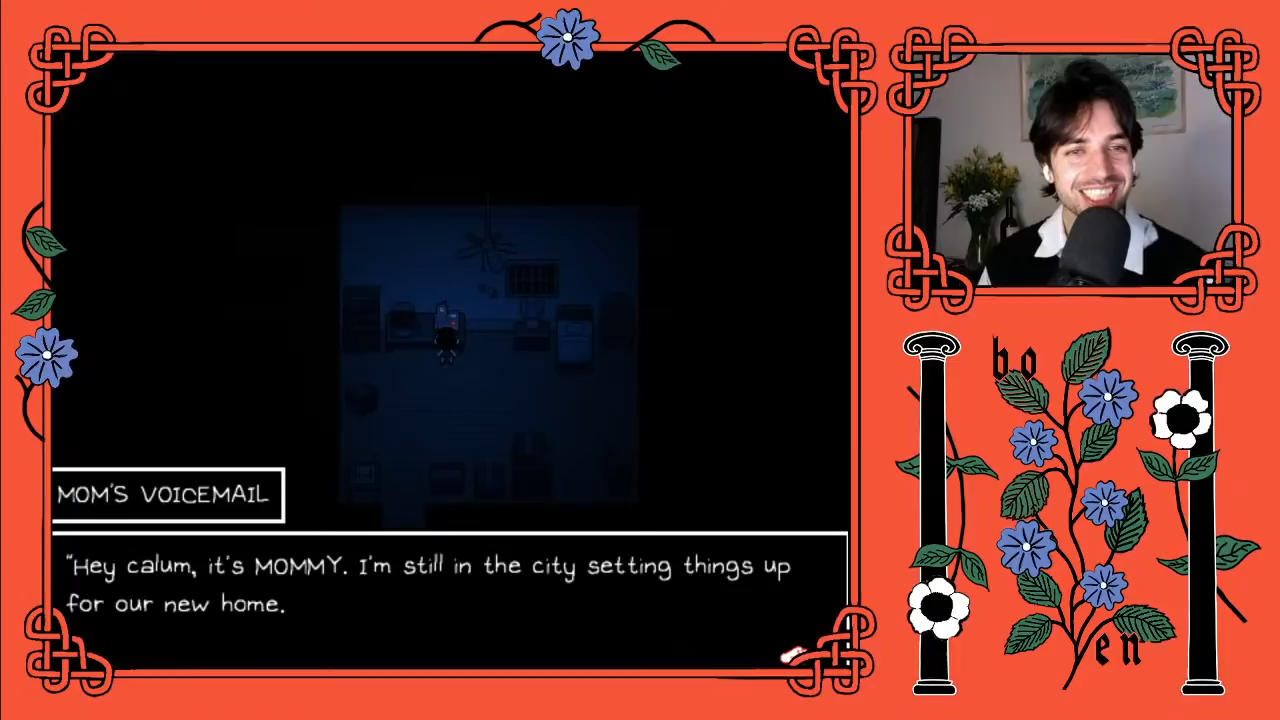 MOM'S VOICEMAIL
"Hey calum, it's MOMMY. I'm still in the city setting things up
for our new home.
bo
en